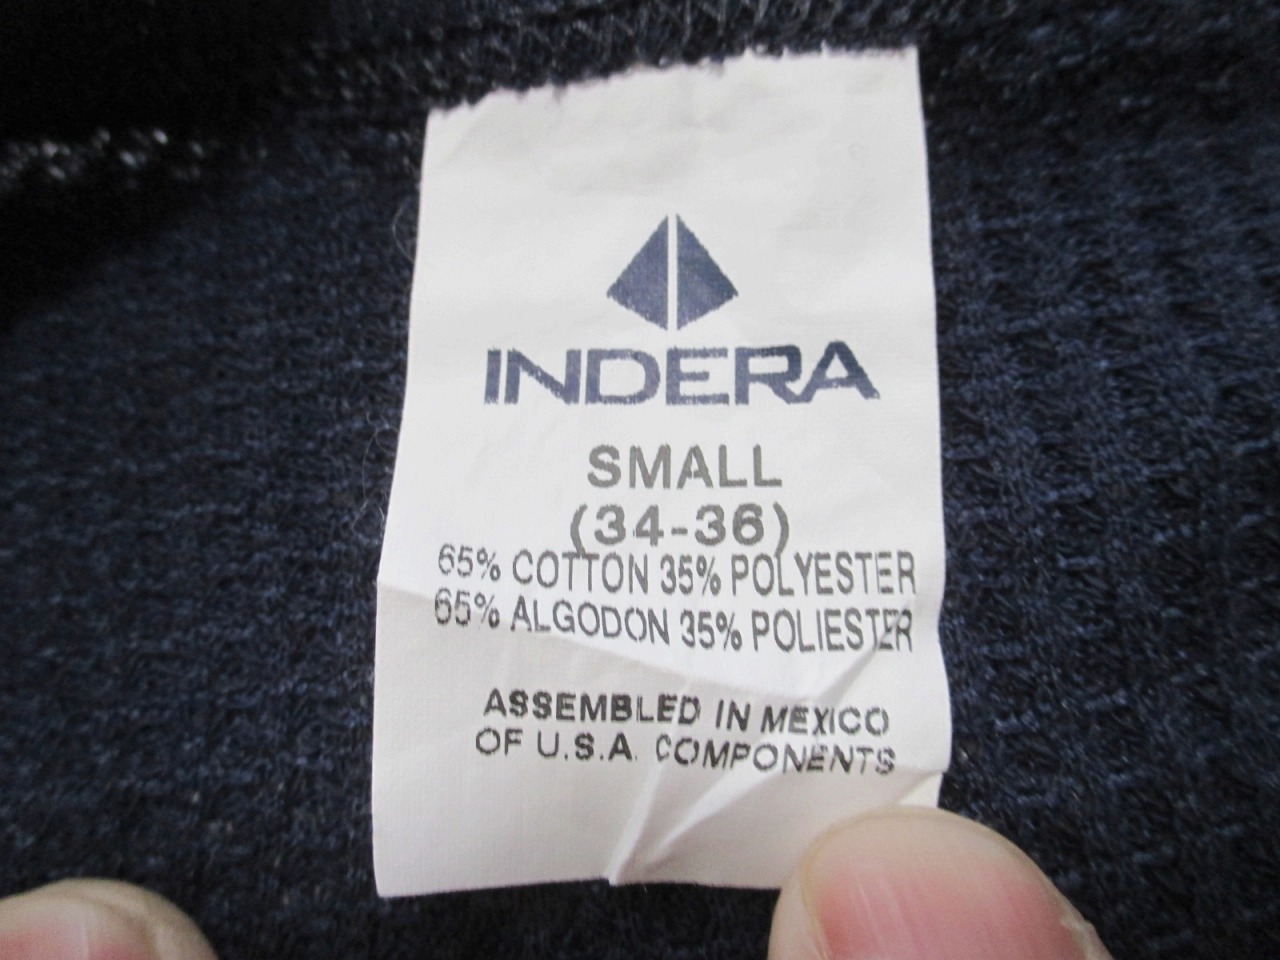 INDERA
SMALL
(34-36)
65% COTTON 35% POLYESTER
65% ALGODON 35% POLIESTER
ASSEMBLED IN MEXICO
OF U.S.A. COMPONENTS